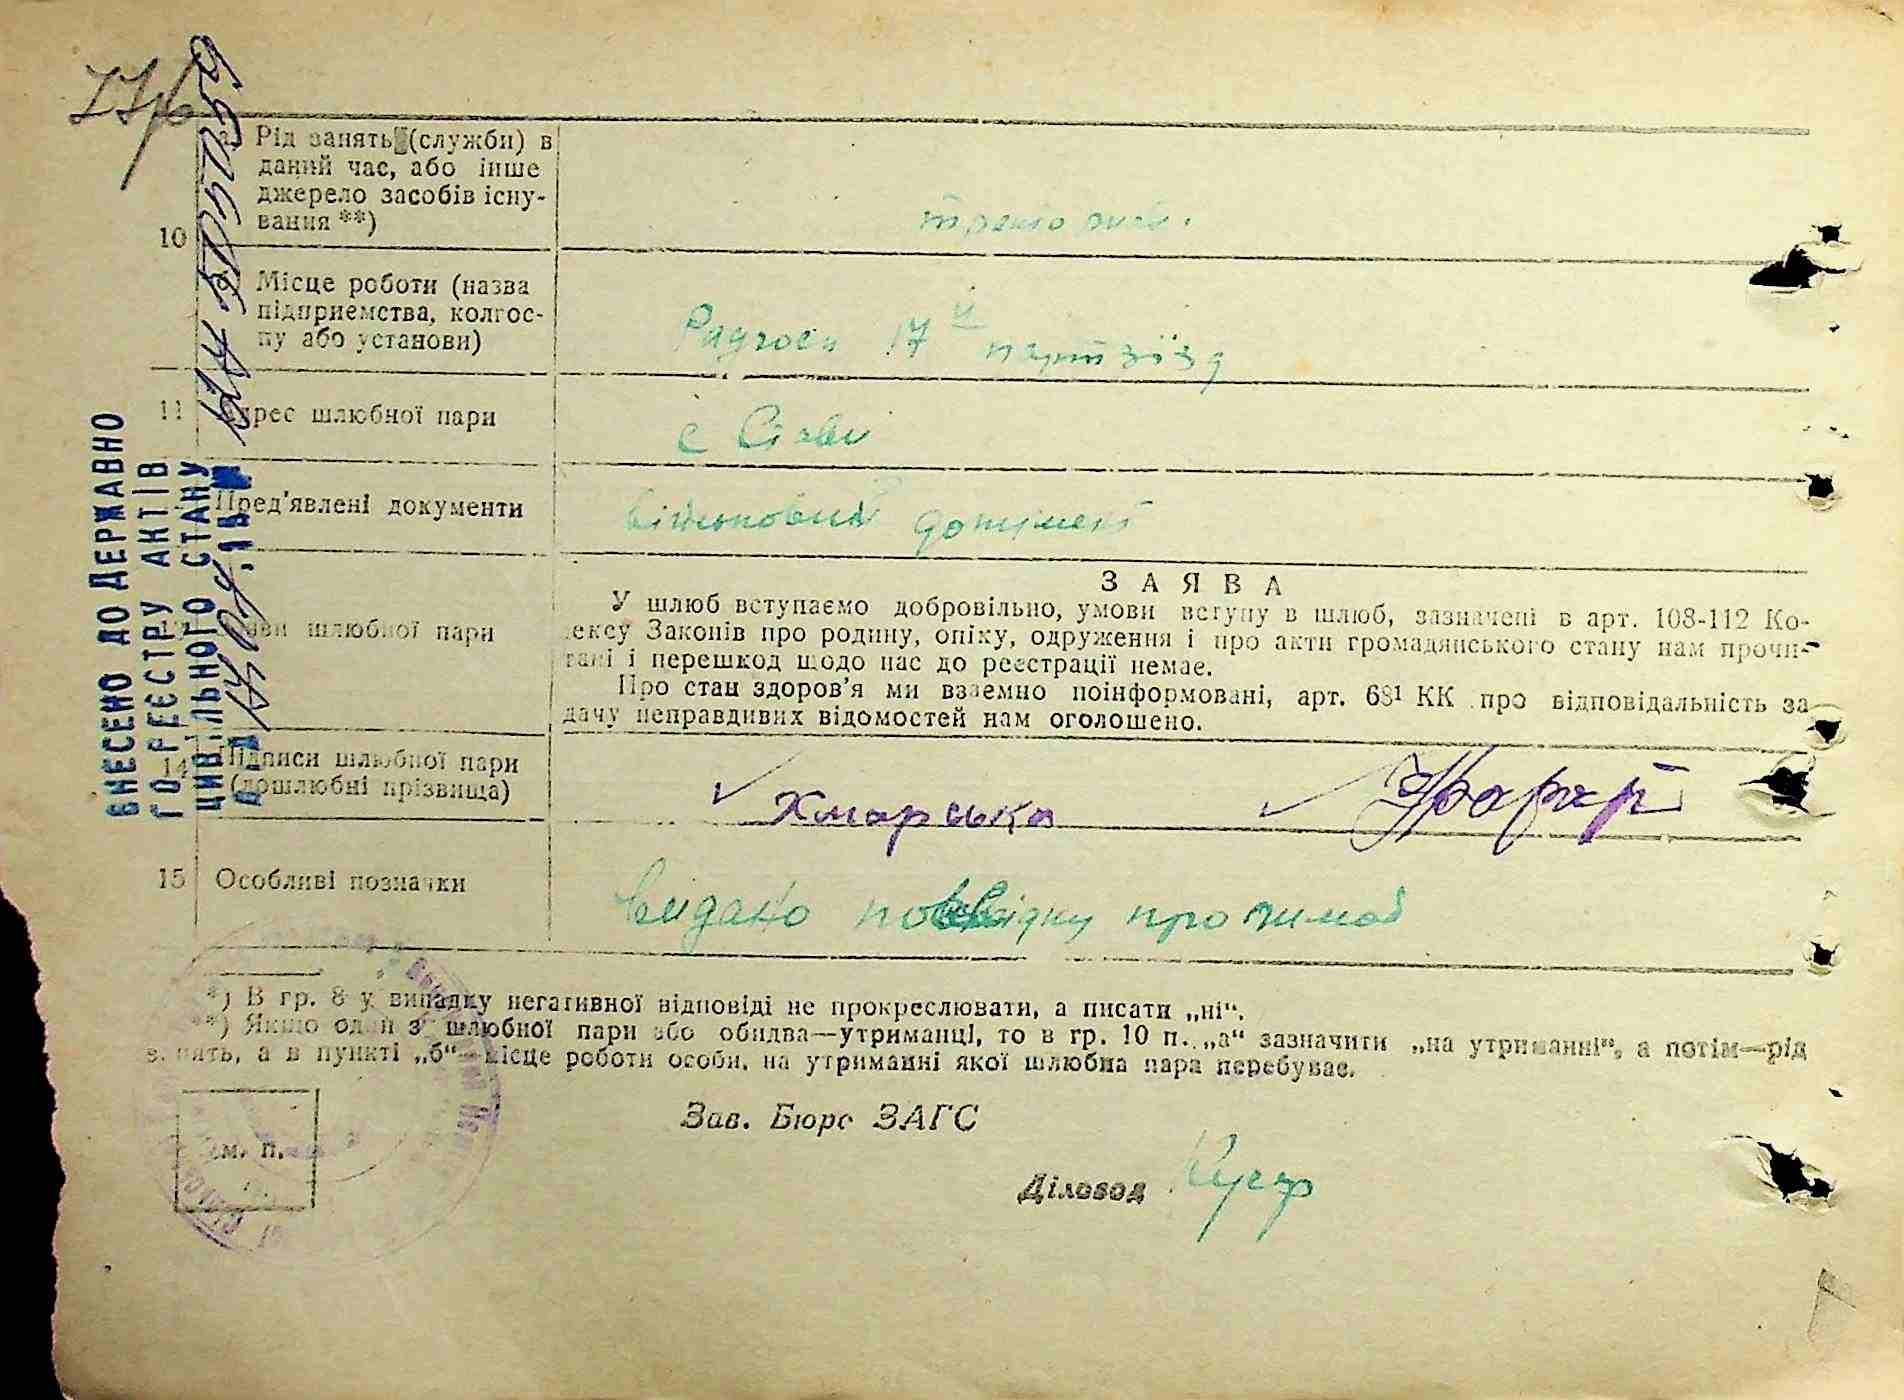 Рід занять (служби) в
даний час, або інше
джерело засобів існу-
вання **)
10
Місце роботи (назва
підприємства, колгос-
пу або установи)
Радгосп 17й
партзїзд
11 Адрес шлюбної пари
с
Пред'явлені документи
військовий документ
шлюбної пари
ЗАЯВА
У шлюб вступаємо добровільно, умови вступу в шлюб, зазначені в арт. 108-112 Ко-
ексу Законів про родину, опіку, одруження і про акти громадянського стану нам прочи-
тані і перешкод щодо нас до реєстрації немає.
Про стан здоров'я ми взаємно поінформовані, арт. 68¹ КК про відповідальність за
дачу неправдивих відомостей нам оголошено.
14 Підписи шлюбної пари
(дошлюбні прізвища)
Хмарська
15 Особливі позначки
Видано посвідку про шлюб
*) В гр. 8 у випадку негативної відповіді не прокреслювати, а писати „ні“.
**) Якщо один з шлюбної пари або обидва—утриманці, то в гр. 10 п. „а“ зазначити „на утриманні“, а потім—рід
занять, а в пункті „б“—місце роботи особи, на утриманні якої шлюбна пара перебуває.
Зав. Бюро ЗАГС
м. п.
Діловод
ВНЕСЕНО ДО ДЕРЖАВНО
ГО РЕЄСТРУ АКТІВ
ЦИВІЛЬНОГО СТАНУ